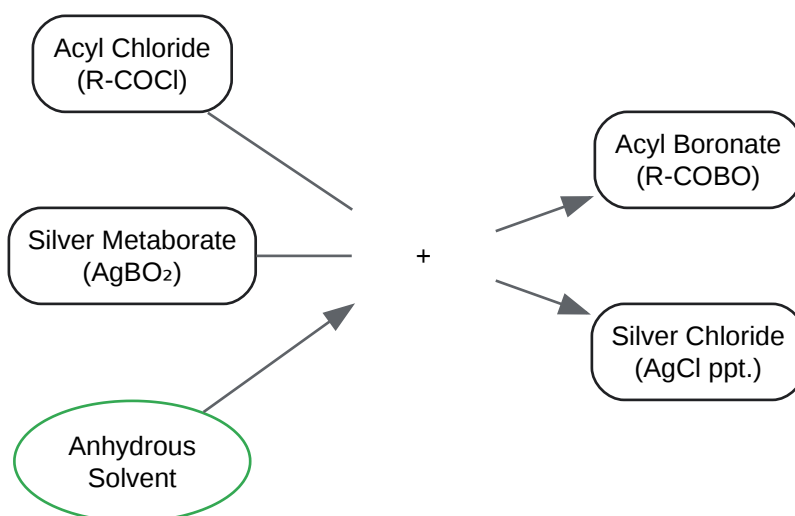 Acyl Chloride
(R-COCl)
Silver Metaborate
(AgBO₂)
Anhydrous
Solvent
+
Acyl Boronate
(R-COBO)
Silver Chloride
(AgCl ppt.)